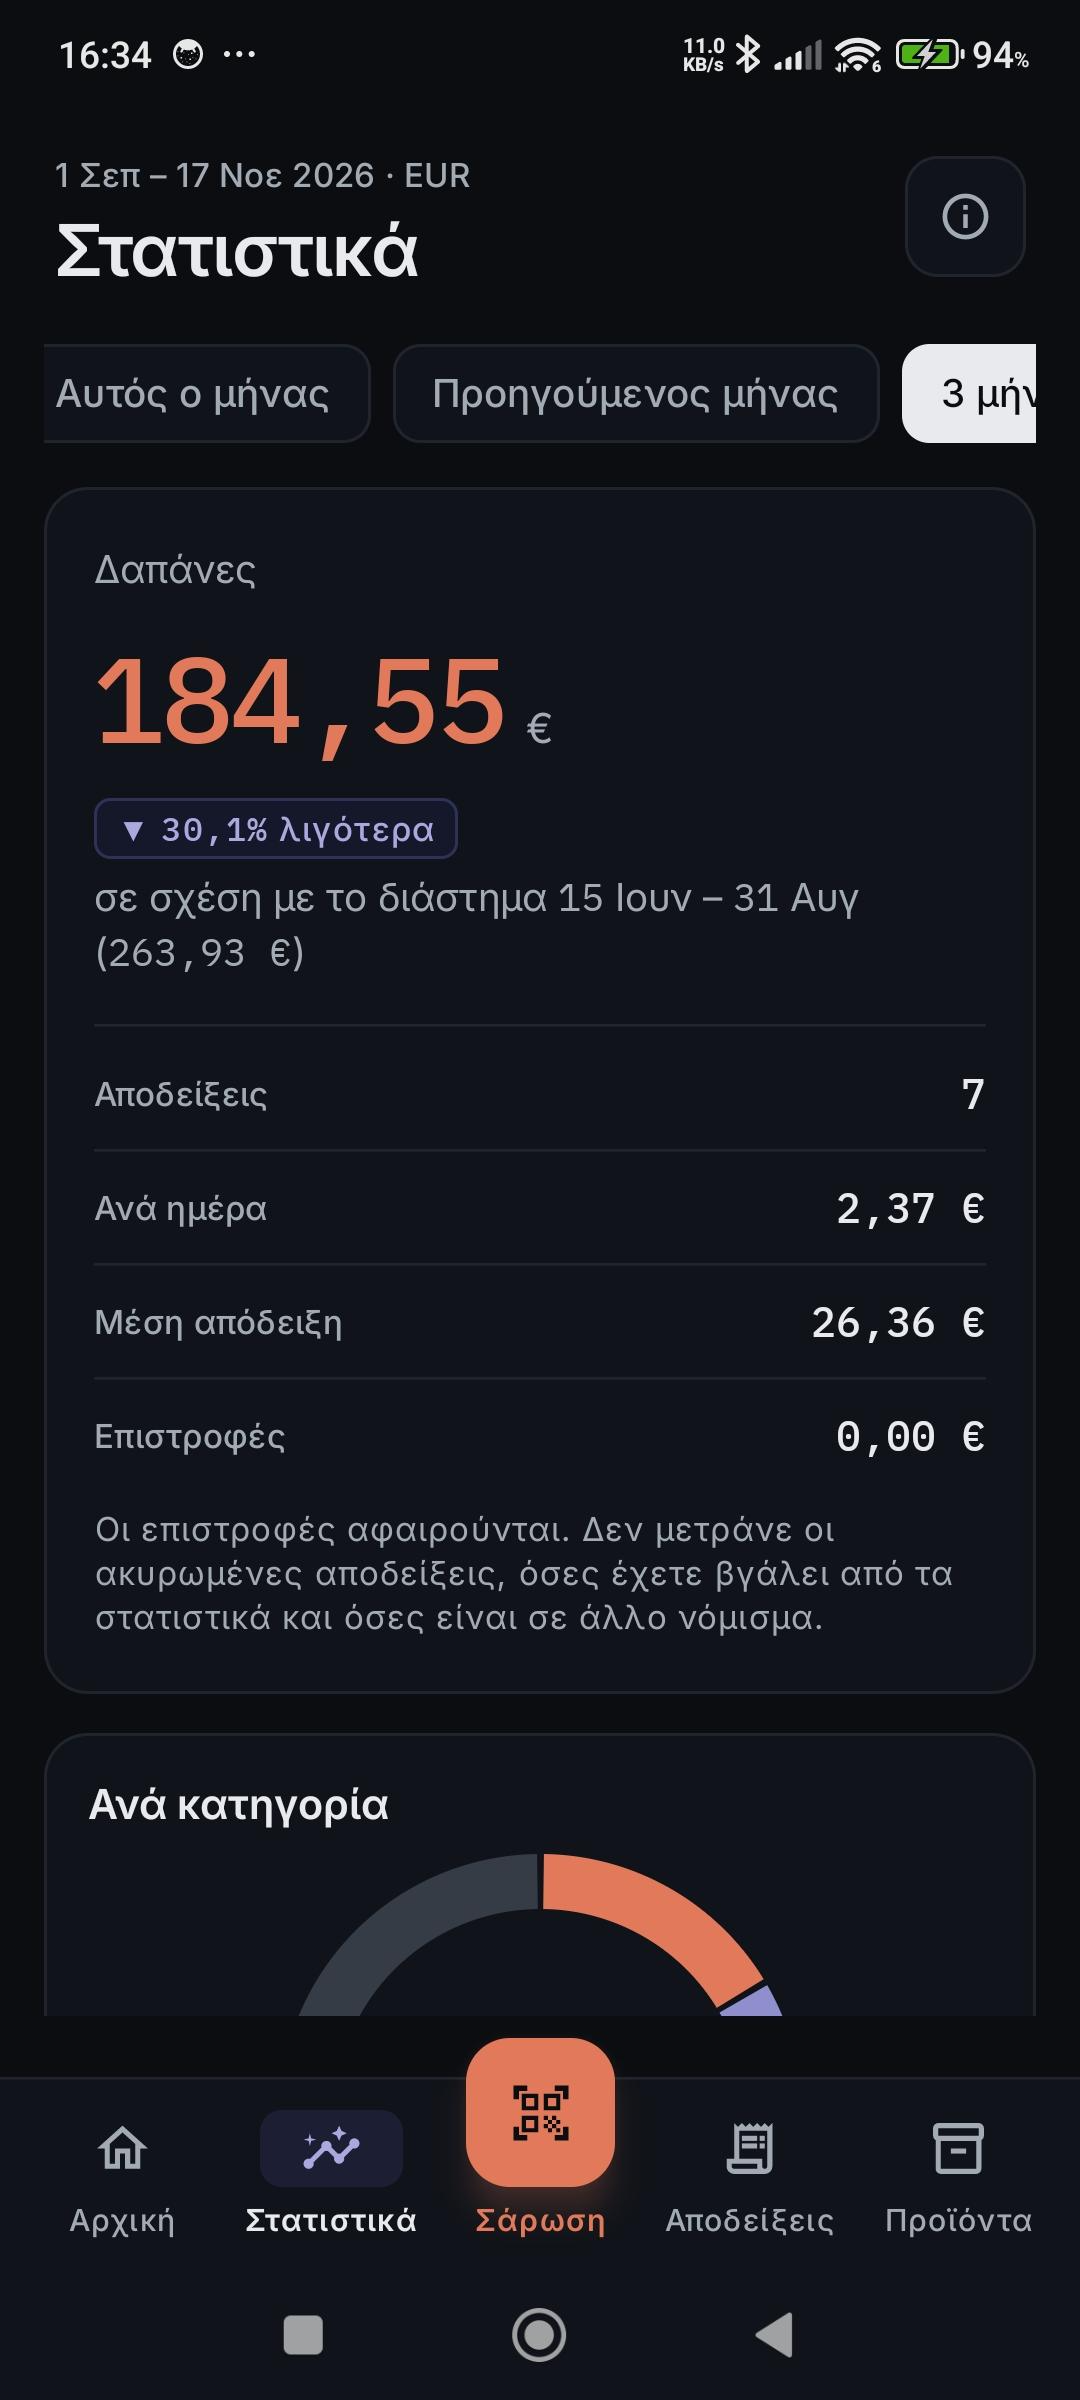 16:34
11.0 KB/s
6
94%
1 Σεπ – 17 Νοε 2026 · EUR
Στατιστικά
Αυτός ο μήνας
Προηγούμενος μήνας
3 μήν
Δαπάνες
184,55 €
▼ 30,1% λιγότερα
σε σχέση με το διάστημα 15 Ιουν – 31 Αυγ
(263,93 €)
Αποδείξεις 7
Ανά ημέρα 2,37 €
Μέση απόδειξη 26,36 €
Επιστροφές 0,00 €
Οι επιστροφές αφαιρούνται. Δεν μετράνε οι
ακυρωμένες αποδείξεις, όσες έχετε βγάλει από τα
στατιστικά και όσες είναι σε άλλο νόμισμα.
Ανά κατηγορία
Αρχική
Στατιστικά
Σάρωση
Αποδείξεις
Προϊόντα